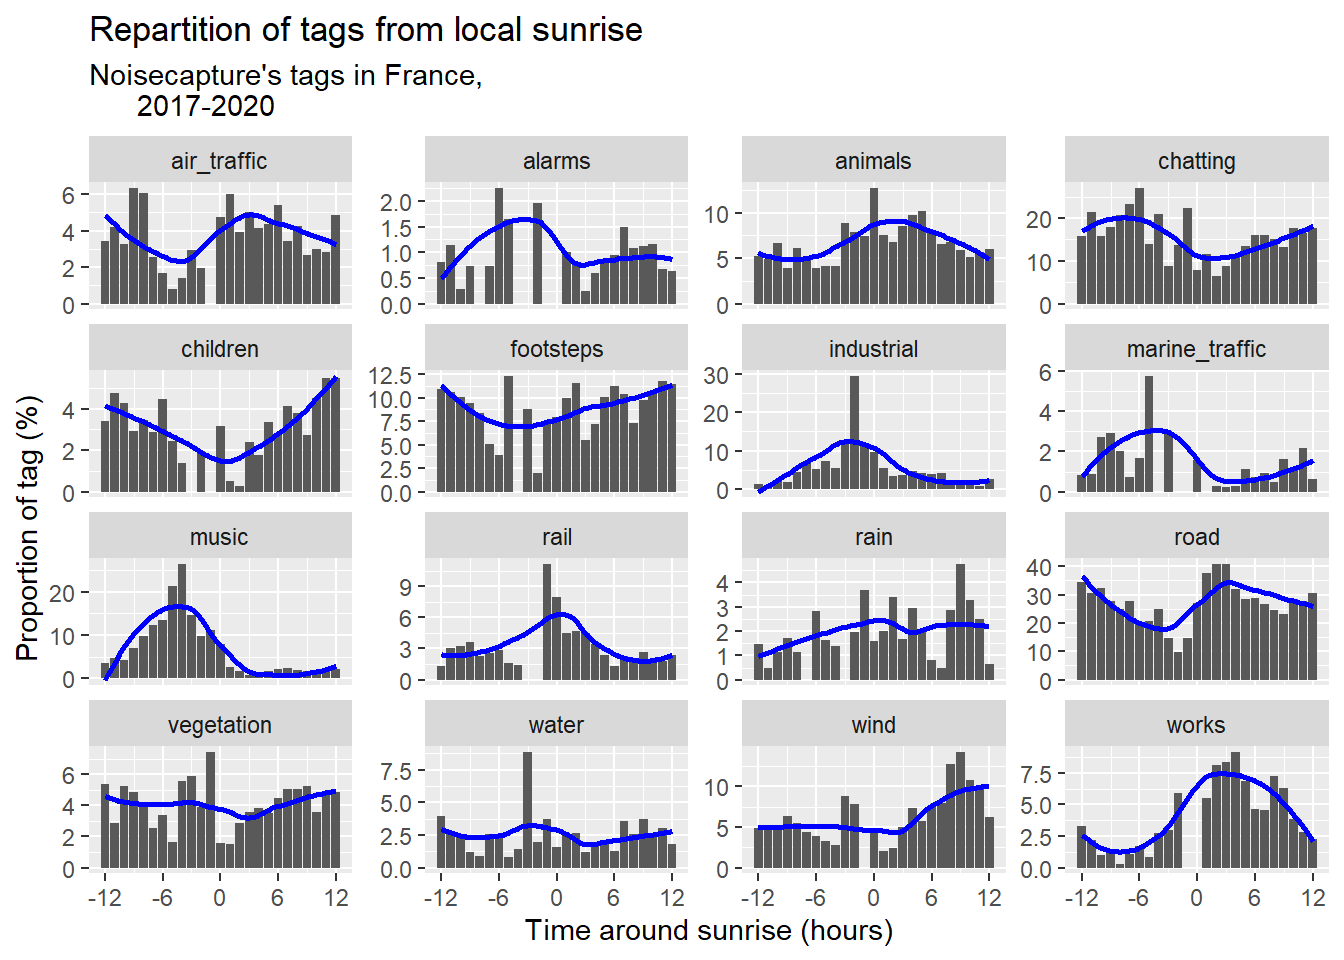 Repartition of tags from local sunrise
Noisecapture's tags in France,
2017-2020
Proportion of tag (%)
air_traffic
6
4
2
0
alarms
2.0
1.5
1.0
0.5
0.0
animals
10
5
0
chatting
20
10
0
children
4
2
0
footsteps
12.5
10.0
7.5
5.0
2.5
0.0
industrial
30
20
10
0
marine_traffic
6
4
2
0
music
20
10
0
rail
9
6
3
0
rain
4
3
2
1
0
road
40
30
20
10
0
vegetation
6
4
2
0
water
7.5
5.0
2.5
0.0
wind
10
5
0
works
7.5
5.0
2.5
0.0
-12 -6 0 6 12
-12 -6 0 6 12
-12 -6 0 6 12
-12 -6 0 6 12
Time around sunrise (hours)